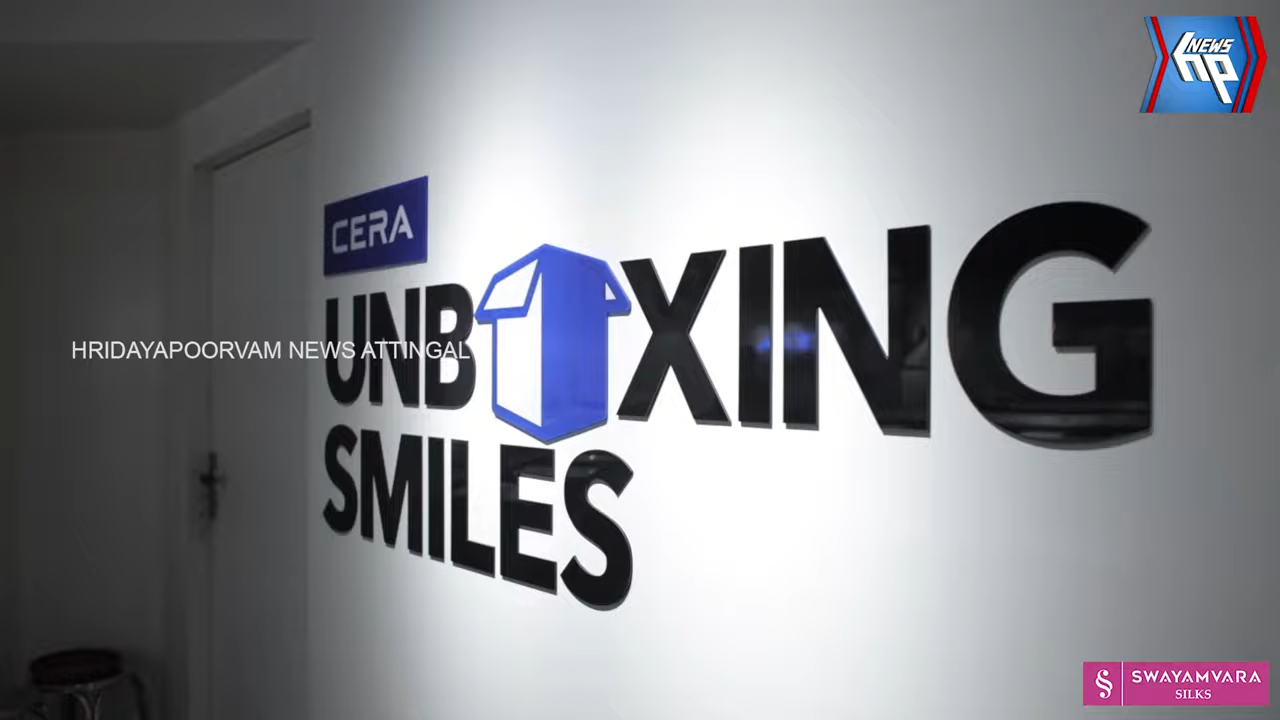 NEWS
hp
CERA
UNBOXING
SMILES
HRIDAYAPOORVAM NEWS ATTINGAL
SWAYAMVARA
SILKS